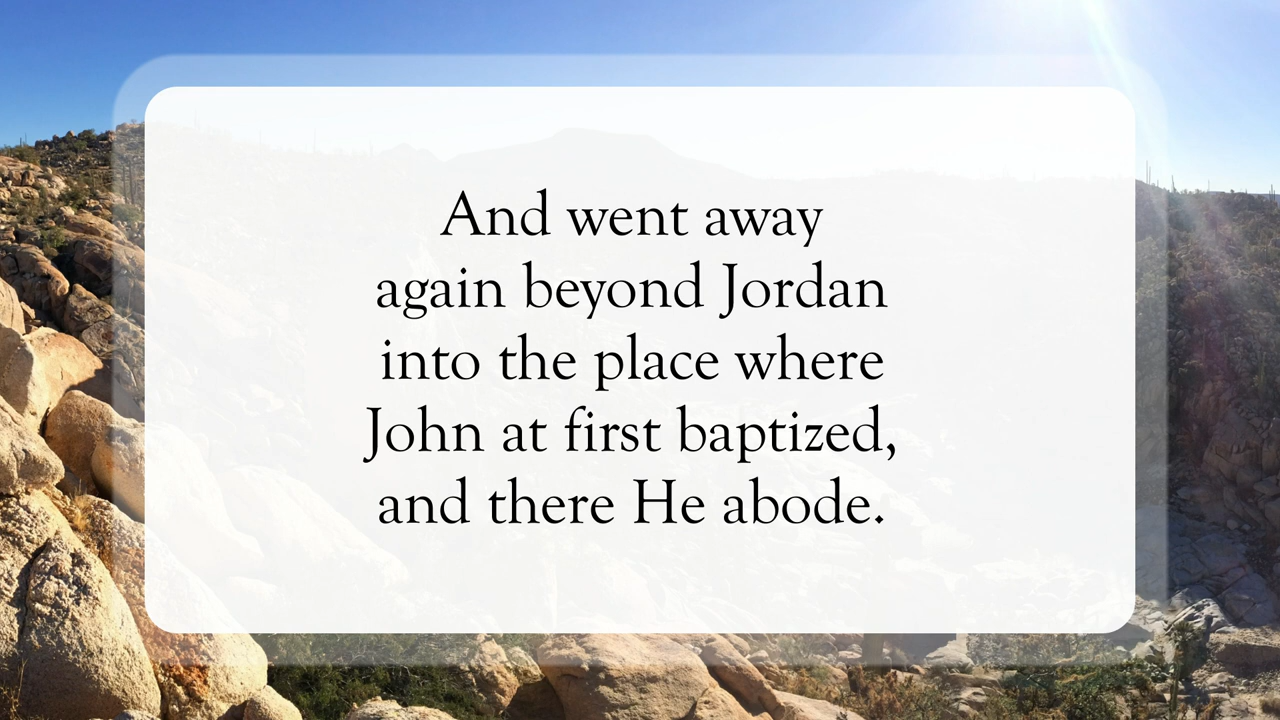 And went away
again beyond Jordan
into the place where
John at first baptized,
and there He abode.